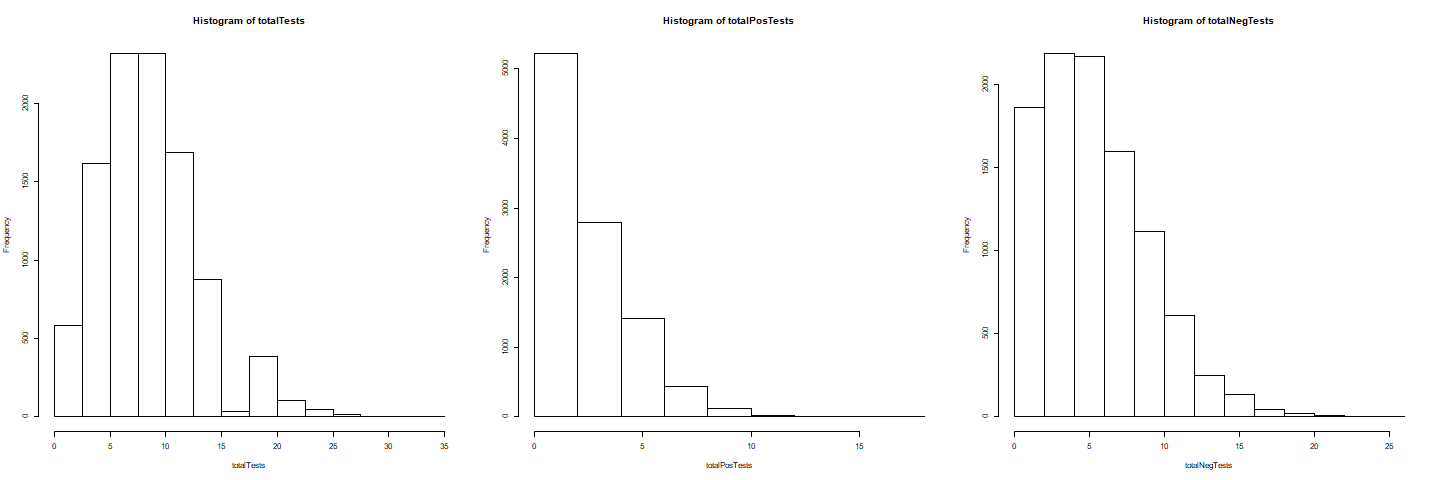 Histogram of totalTests
Frequency
2000
1500
1000
500
0
0 5 10 15 20 25 30 35
totalTests
Histogram of totalPosTests
Frequency
5000
4000
3000
2000
1000
0
0 5 10 15
totalPosTests
Histogram of totalNegTests
Frequency
2000
1500
1000
500
0
0 5 10 15 20 25
totalNegTests